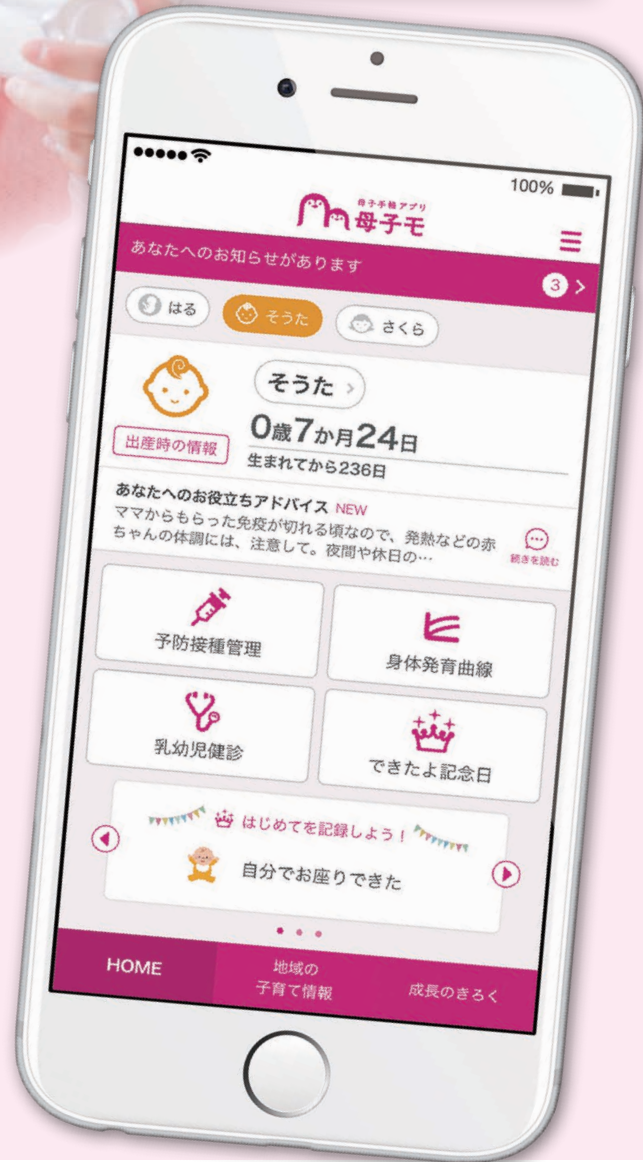 100%
母子手帳アプリ
母子モ
あなたへのお知らせがあります
3
はる
そうた
さくら
そうた
0歳7か月24日
出産時の情報
生まれてから236日
あなたへのお役立ちアドバイス NEW
ママからもらった免疫が切れる頃なので、発熱などの赤
ちゃんの体調には、注意して。夜間や休日の…
続きを読む
予防接種管理
身体発育曲線
乳幼児健診
できたよ記念日
はじめてを記録しよう！
自分でお座りできた
HOME
地域の
子育て情報
成長のきろく